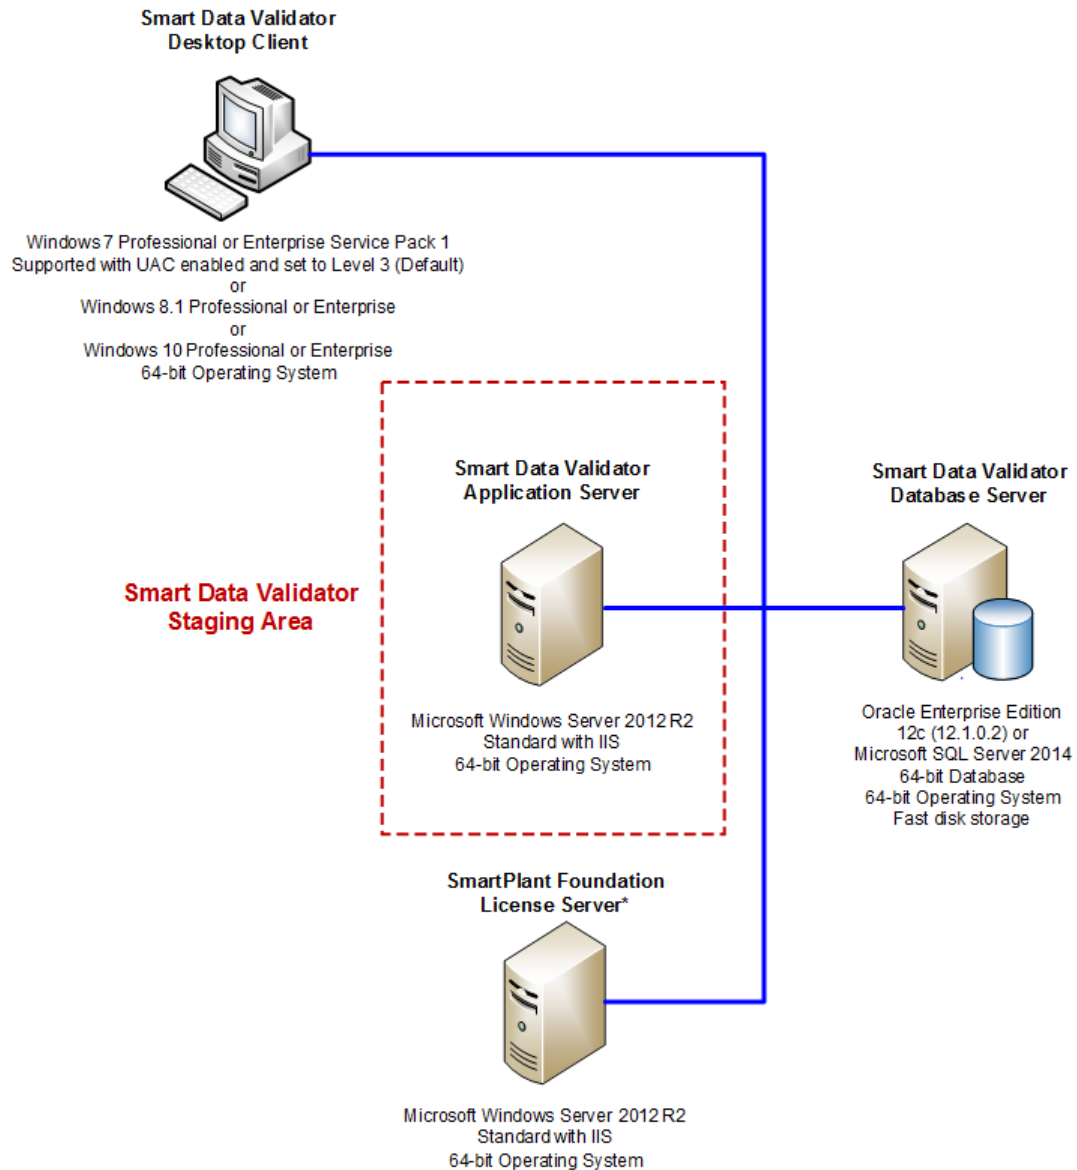 Smart Data Validator
Desktop Client
Windows 7 Professional or Enterprise Service Pack 1
Supported with UAC enabled and set to Level 3 (Default)
or
Windows 8.1 Professional or Enterprise
or
Windows 10 Professional or Enterprise
64-bit Operating System
Smart Data Validator
Staging Area
Smart Data Validator
Application Server
Microsoft Windows Server 2012 R2
Standard with IIS
64-bit Operating System
Smart Data Validator
Database Server
Oracle Enterprise Edition
12c (12.1.0.2) or
Microsoft SQL Server 2014
64-bit Database
64-bit Operating System
Fast disk storage
SmartPlant Foundation
License Server*
Microsoft Windows Server 2012 R2
Standard with IIS
64-bit Operating System